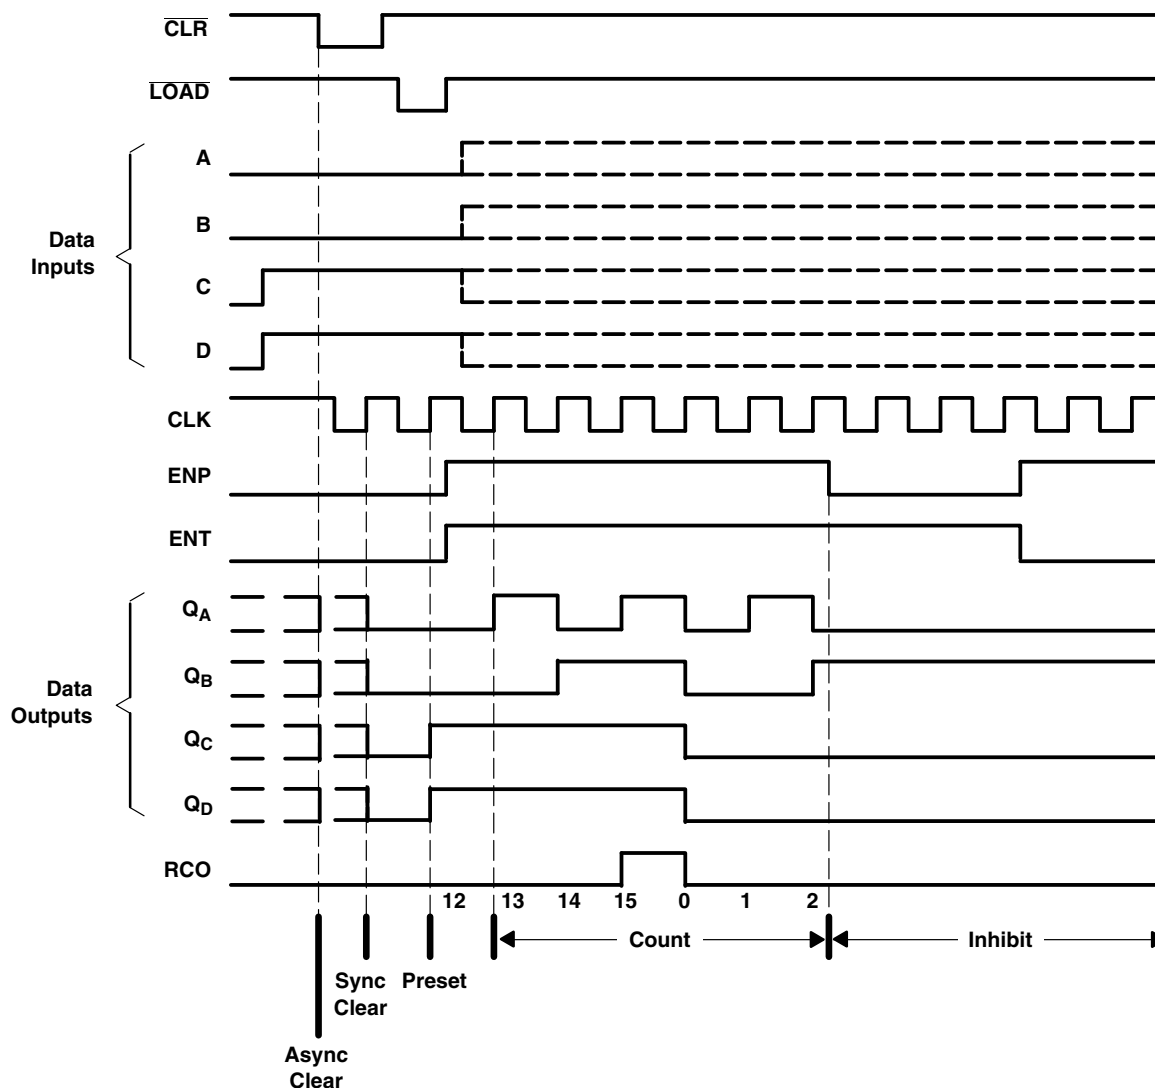 CLR
LOAD
A
B
Data
Inputs
C
D
CLK
ENP
ENT
QA
QB
Data
Outputs
QC
QD
RCO
12 13 14 15 0 1 2
Count Inhibit
Sync Preset
Clear
Async
Clear